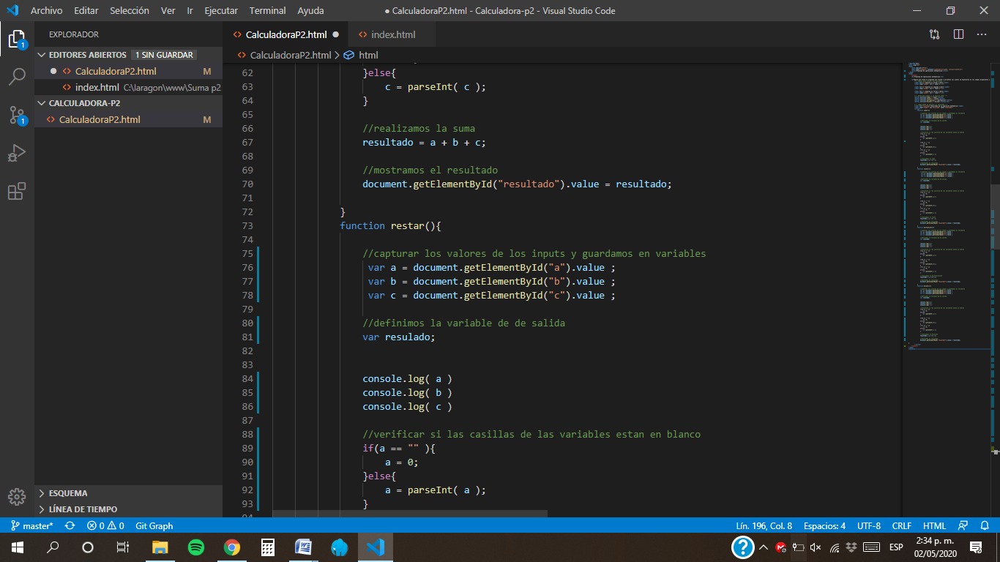 Archivo Editar Selección Ver Ir Ejecutar Terminal Ayuda ● CalculadoraP2.html - Calculadora-p2 - Visual Studio Code
EXPLORADOR
EDITORES ABIERTOS 1 SIN GUARDAR
CalculadoraP2.html M
index.html C:\laragon\www\Suma p2
CALCULADORA-P2
CalculadoraP2.html M
ESQUEMA
LÍNEA DE TIEMPO
1
1
CalculadoraP2.html ● index.html
CalculadoraP2.html > html
62 }else{
63 c = parseInt( c );
64 }
65
66 //realizamos la suma
67 resultado = a + b + c;
68
69 //mostramos el resultado
70 document.getElementById("resultado").value = resultado;
71
72 }
73 function restar(){
74
75 //capturar los valores de los inputs y guardamos en variables
76 var a = document.getElementById("a").value ;
77 var b = document.getElementById("b").value ;
78 var c = document.getElementById("c").value ;
79
80 //definimos la variable de de salida
81 var resulado;
82
83
84 console.log( a )
85 console.log( b )
86 console.log( c )
87
88 //verificar si las casillas de las variables estan en blanco
89 if(a == "" ){
90 a = 0;
91 }else{
92 a = parseInt( a );
93 }
master* 0 0 Git Graph Lín. 196, Col. 8 Espacios: 4 UTF-8 CRLF HTML
ESP 2:34 p. m.
02/05/2020